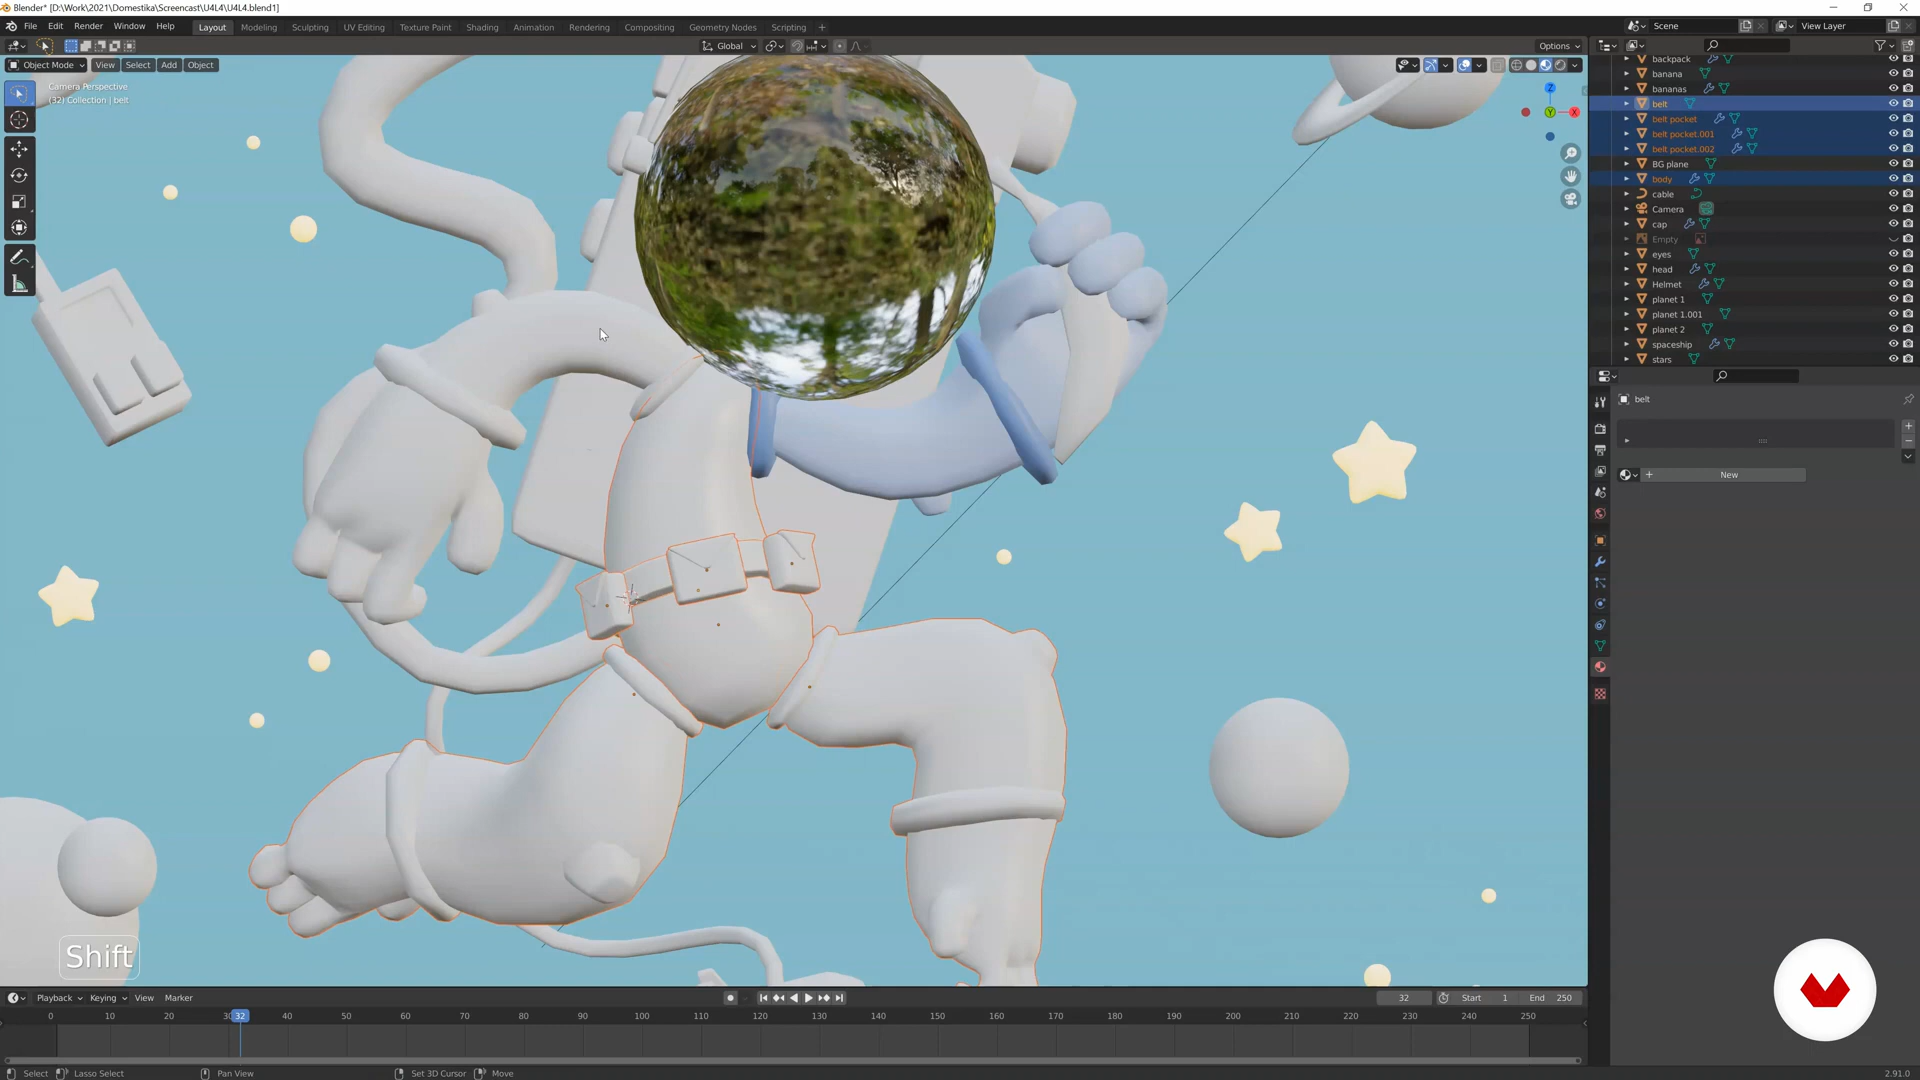 Blender* [D:\Work\2021\Domestika\Screencast\U4L4\U4L4.blend1]
File Edit Render Window Help Layout Modeling Sculpting UV Editing Texture Paint Shading Animation Rendering Compositing Geometry Nodes Scripting + Scene View Layer
Global Options
Object Mode View Select Add Object
Camera Perspective
(32) Collection | belt
Z
X
Y
backpack
banana
bananas
belt
belt pocket
belt pocket.001
belt pocket.002
BG plane
body
cable
Camera
cap
Empty
eyes
head
Helmet
planet 1
planet 1.001
planet 2
spaceship
stars
belt
New
Shift
Playback Keying View Marker 32 Start 1 End 250
0 10 20 30 32 40 50 60 70 80 90 100 110 120 130 140 150 160 170 180 190 200 210 220 230 240 250
Select Lasso Select Pan View Set 3D Cursor Move 2.91.0